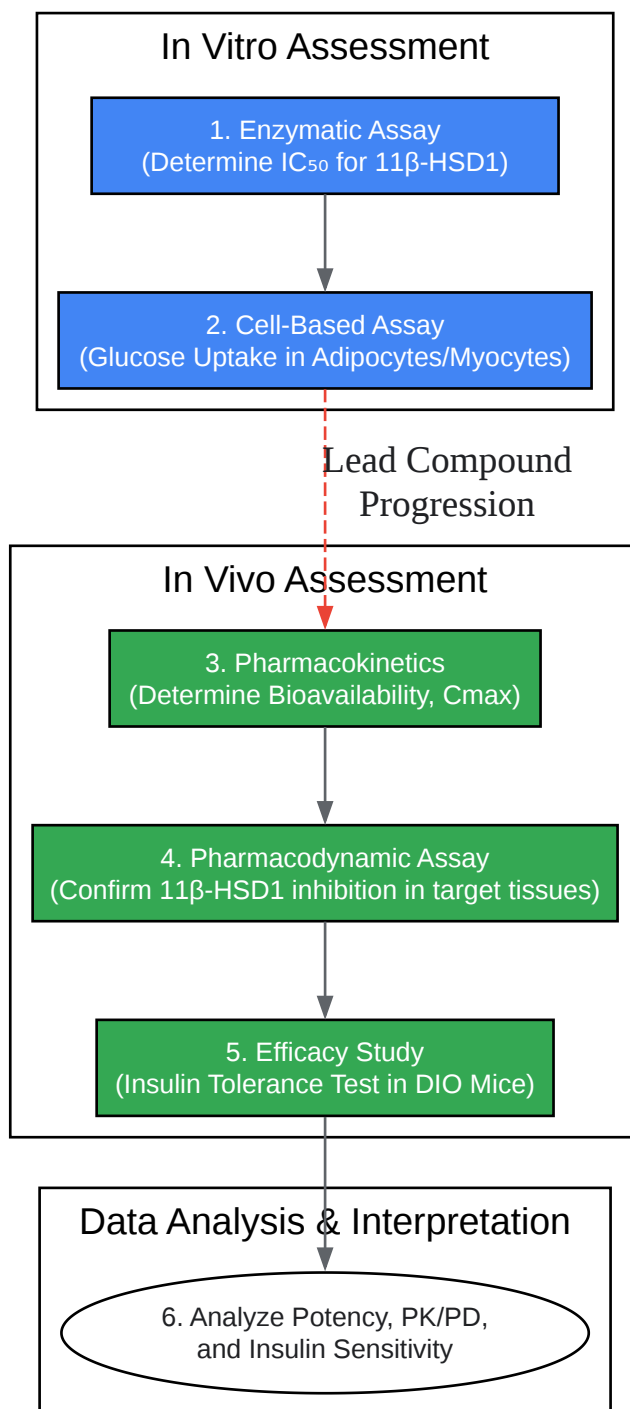 In Vitro Assessment
1. Enzymatic Assay
(Determine IC₅₀ for 11β-HSD1)
2. Cell-Based Assay
(Glucose Uptake in Adipocytes/Myocytes)
Lead Compound
Progression
In Vivo Assessment
3. Pharmacokinetics
(Determine Bioavailability, Cmax)
4. Pharmacodynamic Assay
(Confirm 11β-HSD1 inhibition in target tissues)
5. Efficacy Study
(Insulin Tolerance Test in DIO Mice)
Data Analysis & Interpretation
6. Analyze Potency, PK/PD,
and Insulin Sensitivity